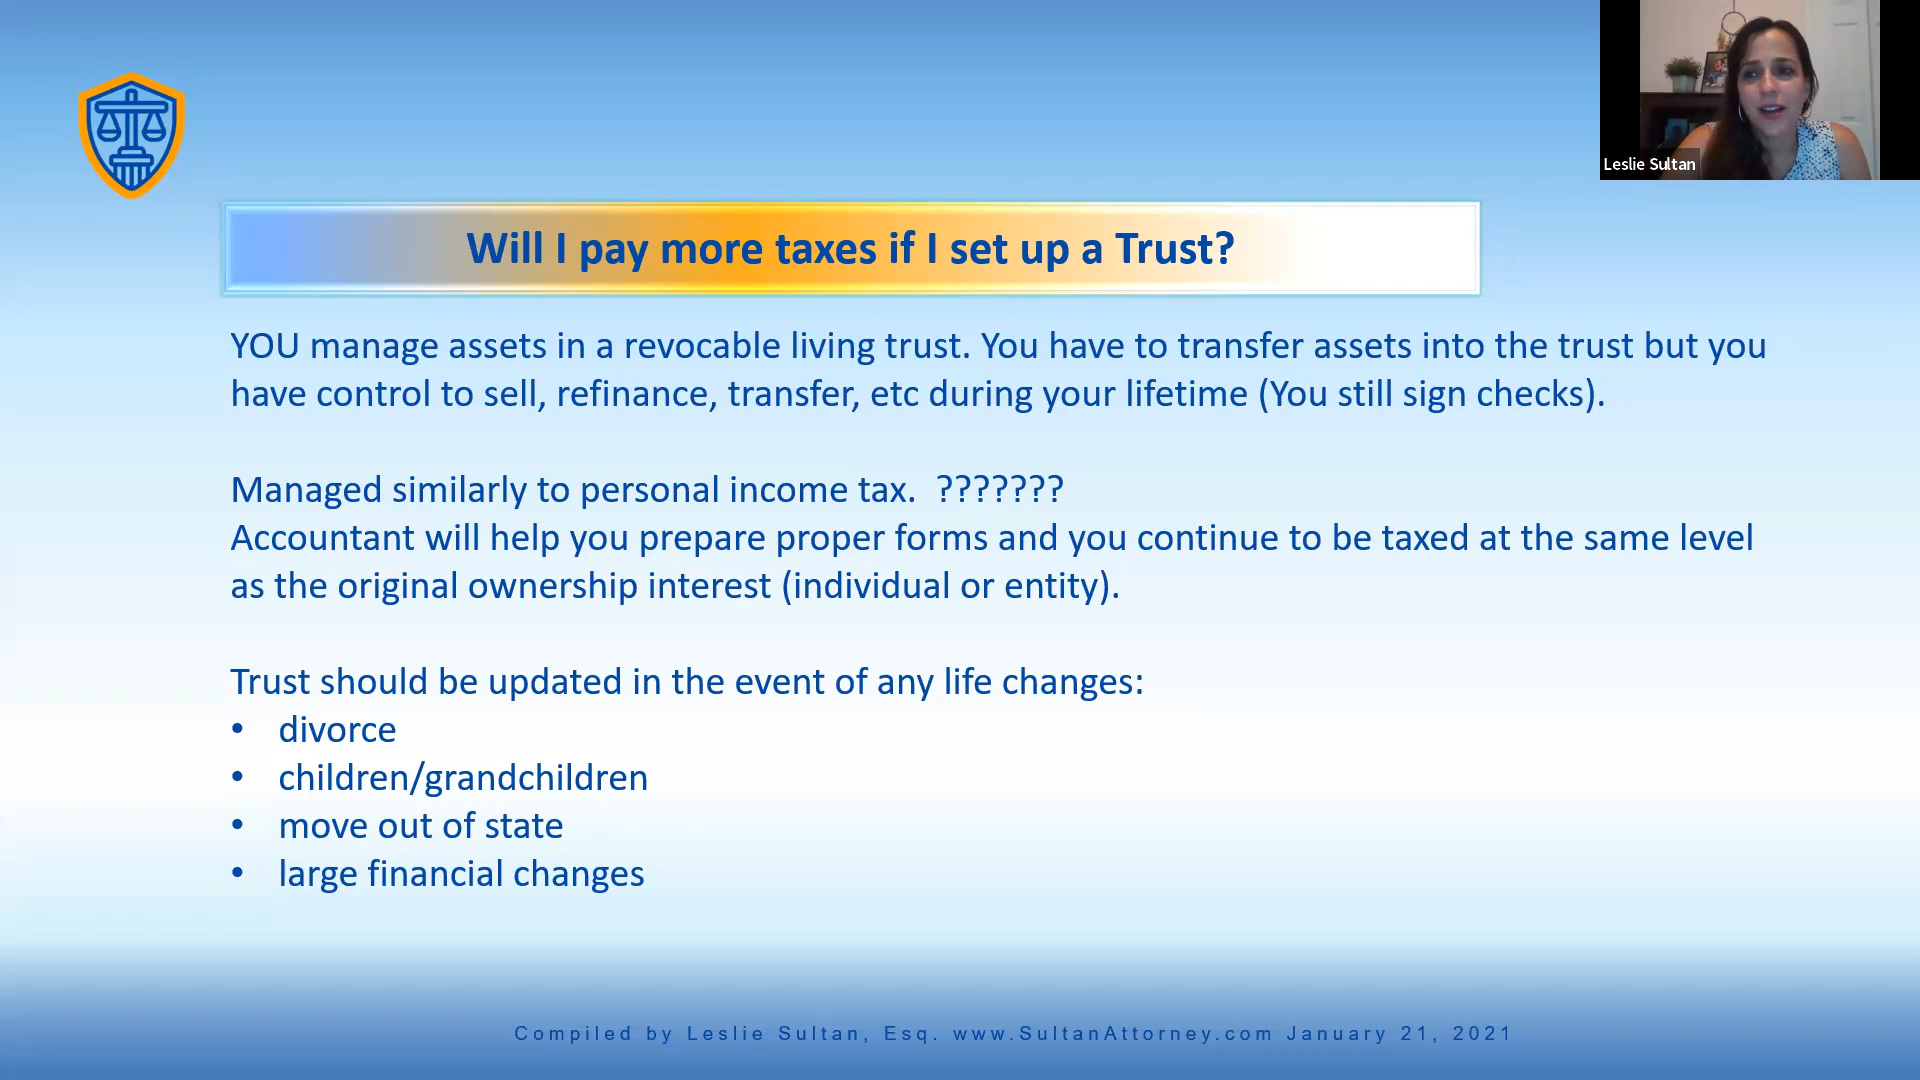 Leslie Sultan
Will I pay more taxes if I set up a Trust?
YOU manage assets in a revocable living trust. You have to transfer assets into the trust but you
have control to sell, refinance, transfer, etc during your lifetime (You still sign checks).
Managed similarly to personal income tax.  ???????
Accountant will help you prepare proper forms and you continue to be taxed at the same level
as the original ownership interest (individual or entity).
Trust should be updated in the event of any life changes:
• divorce
• children/grandchildren
• move out of state
• large financial changes
Compiled by Leslie Sultan, Esq. www.SultanAttorney.com January 21, 2021